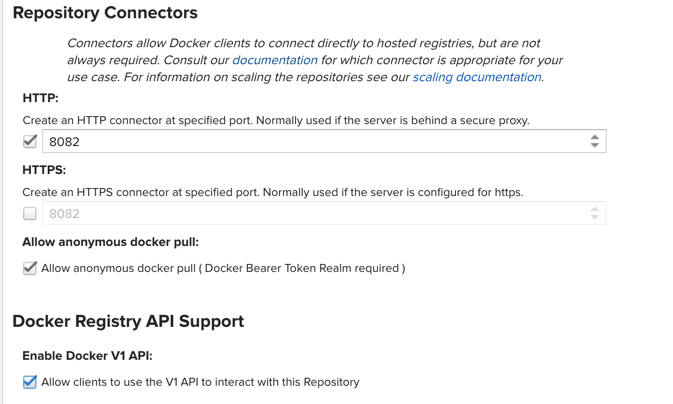 Repository Connectors
Connectors allow Docker clients to connect directly to hosted registries, but are not
always required. Consult our documentation for which connector is appropriate for your
use case. For information on scaling the repositories see our scaling documentation.
HTTP:
Create an HTTP connector at specified port. Normally used if the server is behind a secure proxy.
8082
HTTPS:
Create an HTTPS connector at specified port. Normally used if the server is configured for https.
8082
Allow anonymous docker pull:
Allow anonymous docker pull ( Docker Bearer Token Realm required )
Docker Registry API Support
Enable Docker V1 API:
Allow clients to use the V1 API to interact with this Repository